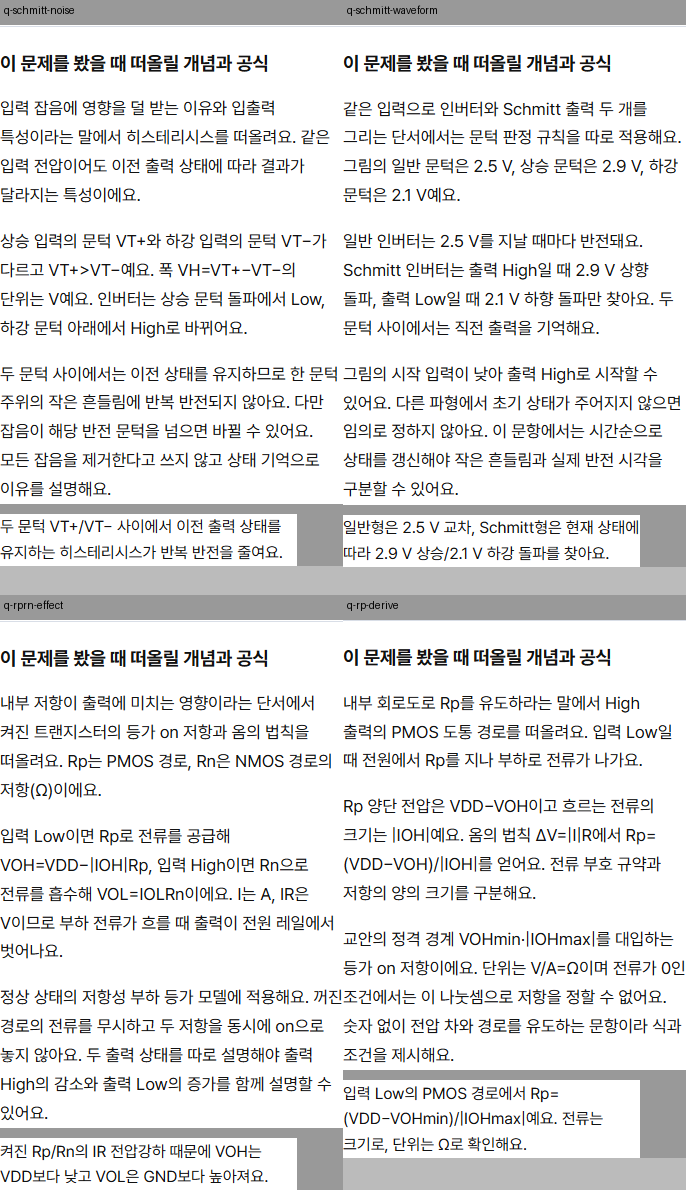 q-schmitt-noise
이 문제를 봤을 때 떠올릴 개념과 공식
입력 잡음에 영향을 덜 받는 이유와 입출력
특성이라는 말에서 히스테리시스를 떠올려요. 같은
입력 전압이어도 이전 출력 상태에 따라 결과가
달라지는 특성이에요.
상승 입력의 문턱 VT+와 하강 입력의 문턱 VT−가
다르고 VT+>VT−예요. 폭 VH=VT+−VT−의
단위는 V예요. 인버터는 상승 문턱 돌파에서 Low,
하강 문턱 아래에서 High로 바뀌어요.
두 문턱 사이에서는 이전 상태를 유지하므로 한 문턱
주위의 작은 흔들림에 반복 반전되지 않아요. 다만
잡음이 해당 반전 문턱을 넘으면 바뀔 수 있어요.
모든 잡음을 제거한다고 쓰지 않고 상태 기억으로
이유를 설명해요.
두 문턱 VT+/VT− 사이에서 이전 출력 상태를
유지하는 히스테리시스가 반복 반전을 줄여요.
q-schmitt-waveform
이 문제를 봤을 때 떠올릴 개념과 공식
같은 입력으로 인버터와 Schmitt 출력 두 개를
그리는 단서에서는 문턱 판정 규칙을 따로 적용해요.
그림의 일반 문턱은 2.5 V, 상승 문턱은 2.9 V, 하강
문턱은 2.1 V예요.
일반 인버터는 2.5 V를 지날 때마다 반전돼요.
Schmitt 인버터는 출력 High일 때 2.9 V 상향
돌파, 출력 Low일 때 2.1 V 하향 돌파만 찾아요. 두
문턱 사이에서는 직전 출력을 기억해요.
그림의 시작 입력이 낮아 출력 High로 시작할 수
있어요. 다른 파형에서 초기 상태가 주어지지 않으면
임의로 정하지 않아요. 이 문항에서는 시간순으로
상태를 갱신해야 작은 흔들림과 실제 반전 시각을
구분할 수 있어요.
일반형은 2.5 V 교차, Schmitt형은 현재 상태에
따라 2.9 V 상승/2.1 V 하강 돌파를 찾아요.
q-rprn-effect
이 문제를 봤을 때 떠올릴 개념과 공식
내부 저항이 출력에 미치는 영향이라는 단서에서
켜진 트랜지스터의 등가 on 저항과 옴의 법칙을
떠올려요. Rp는 PMOS 경로, Rn은 NMOS 경로의
저항(Ω)이에요.
입력 Low이면 Rp로 전류를 공급해
VOH=VDD−|IOH|Rp, 입력 High이면 Rn으로
전류를 흡수해 VOL=IOLRn이에요. I는 A, IR은
V이므로 부하 전류가 흐를 때 출력이 전원 레일에서
벗어나요.
정상 상태의 저항성 부하 등가 모델에 적용해요. 꺼진
경로의 전류를 무시하고 두 저항을 동시에 on으로
놓지 않아요. 두 출력 상태를 따로 설명해야 출력
High의 감소와 출력 Low의 증가를 함께 설명할 수
있어요.
켜진 Rp/Rn의 IR 전압강하 때문에 VOH는
VDD보다 낮고 VOL은 GND보다 높아져요.
q-rp-derive
이 문제를 봤을 때 떠올릴 개념과 공식
내부 회로도로 Rp를 유도하라는 말에서 High
출력의 PMOS 도통 경로를 떠올려요. 입력 Low일
때 전원에서 Rp를 지나 부하로 전류가 나가요.
Rp 양단 전압은 VDD−VOH이고 흐르는 전류의
크기는 |IOH|예요. 옴의 법칙 ΔV=|I|R에서 Rp=
(VDD−VOH)/|IOH|를 얻어요. 전류 부호 규약과
저항의 양의 크기를 구분해요.
교안의 정격 경계 VOHmin·|IOHmax|를 대입하는
등가 on 저항이에요. 단위는 V/A=Ω이며 전류가 0인
조건에서는 이 나눗셈으로 저항을 정할 수 없어요.
숫자 없이 전압 차와 경로를 유도하는 문항이라 식과
조건을 제시해요.
입력 Low의 PMOS 경로에서 Rp=
(VDD−VOHmin)/|IOHmax|예요. 전류는
크기로, 단위는 Ω로 확인해요.